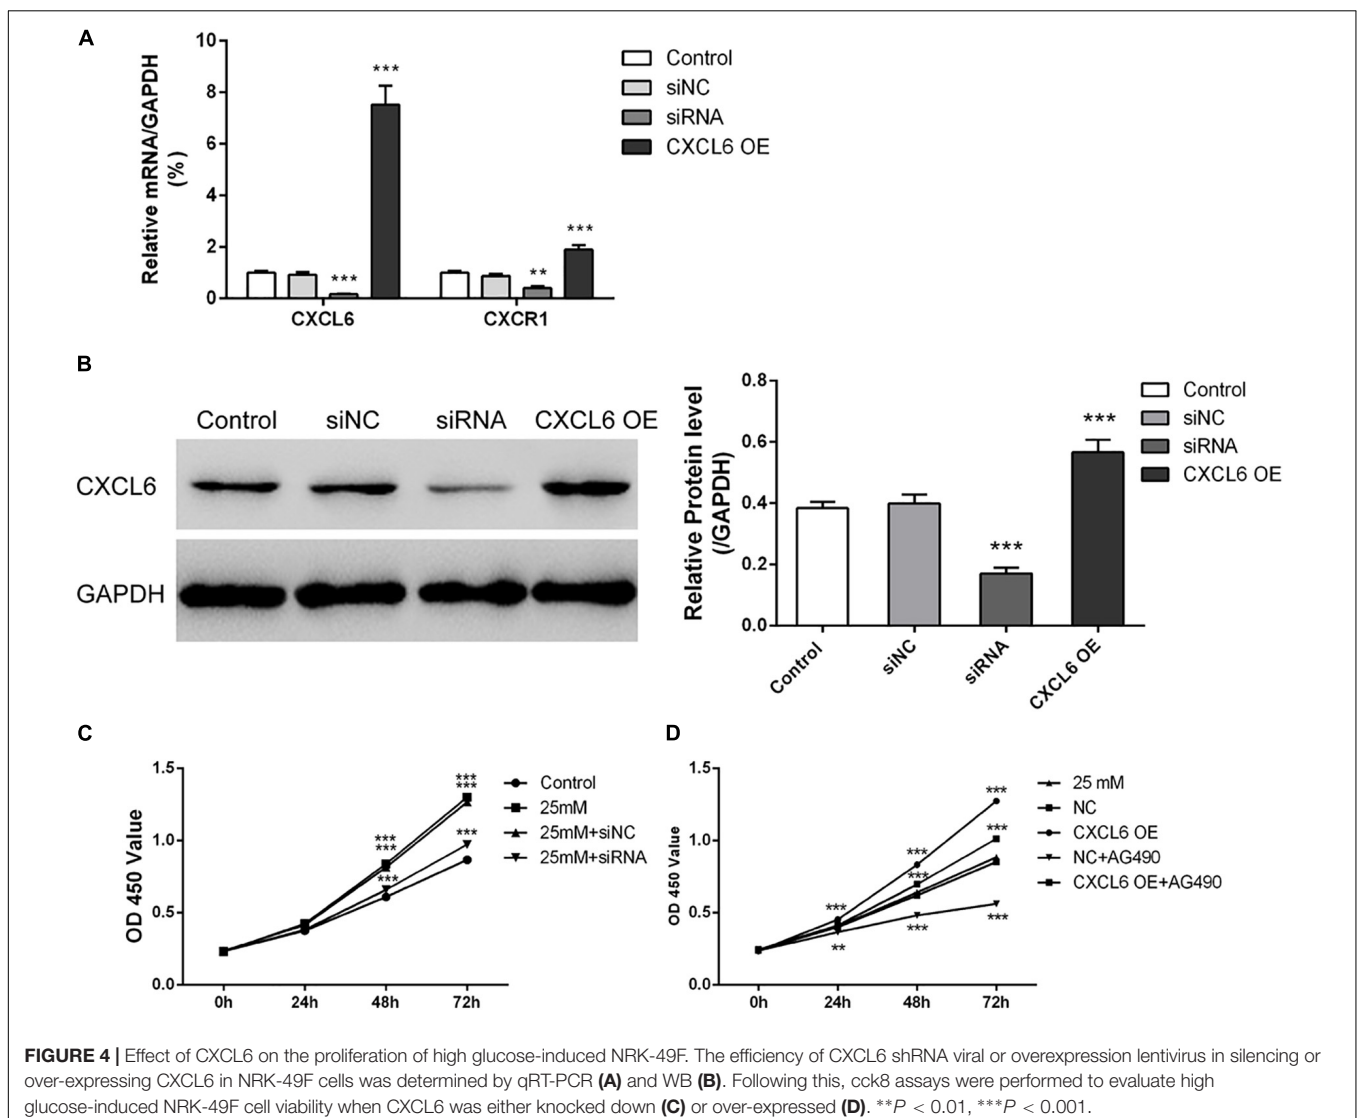 A
Relative mRNA/GAPDH
(%)
10
8
6
4
2
0
***
***
**
***
CXCL6
CXCR1
Control
siNC
siRNA
CXCL6 OE
B
Control siNC siRNA CXCL6 OE
CXCL6
GAPDH
Relative Protein level
(/GAPDH)
0.8
0.6
0.4
0.2
0.0
***
***
Control
siNC
siRNA
CXCL6 OE
Control
siNC
siRNA
CXCL6 OE
C
OD 450 Value
1.5
1.0
0.5
0.0
***
***
***
***
***
***
0h 24h 48h 72h
Control
25mM
25mM+siNC
25mM+siRNA
D
OD 450 Value
1.5
1.0
0.5
0.0
***
**
***
***
***
***
***
***
0h 24h 48h 72h
25 mM
NC
CXCL6 OE
NC+AG490
CXCL6 OE+AG490
FIGURE 4 | Effect of CXCL6 on the proliferation of high glucose-induced NRK-49F. The efficiency of CXCL6 shRNA viral or overexpression lentivirus in silencing or
over-expressing CXCL6 in NRK-49F cells was determined by qRT-PCR (A) and WB (B). Following this, cck8 assays were performed to evaluate high
glucose-induced NRK-49F cell viability when CXCL6 was either knocked down (C) or over-expressed (D). **P < 0.01, ***P < 0.001.